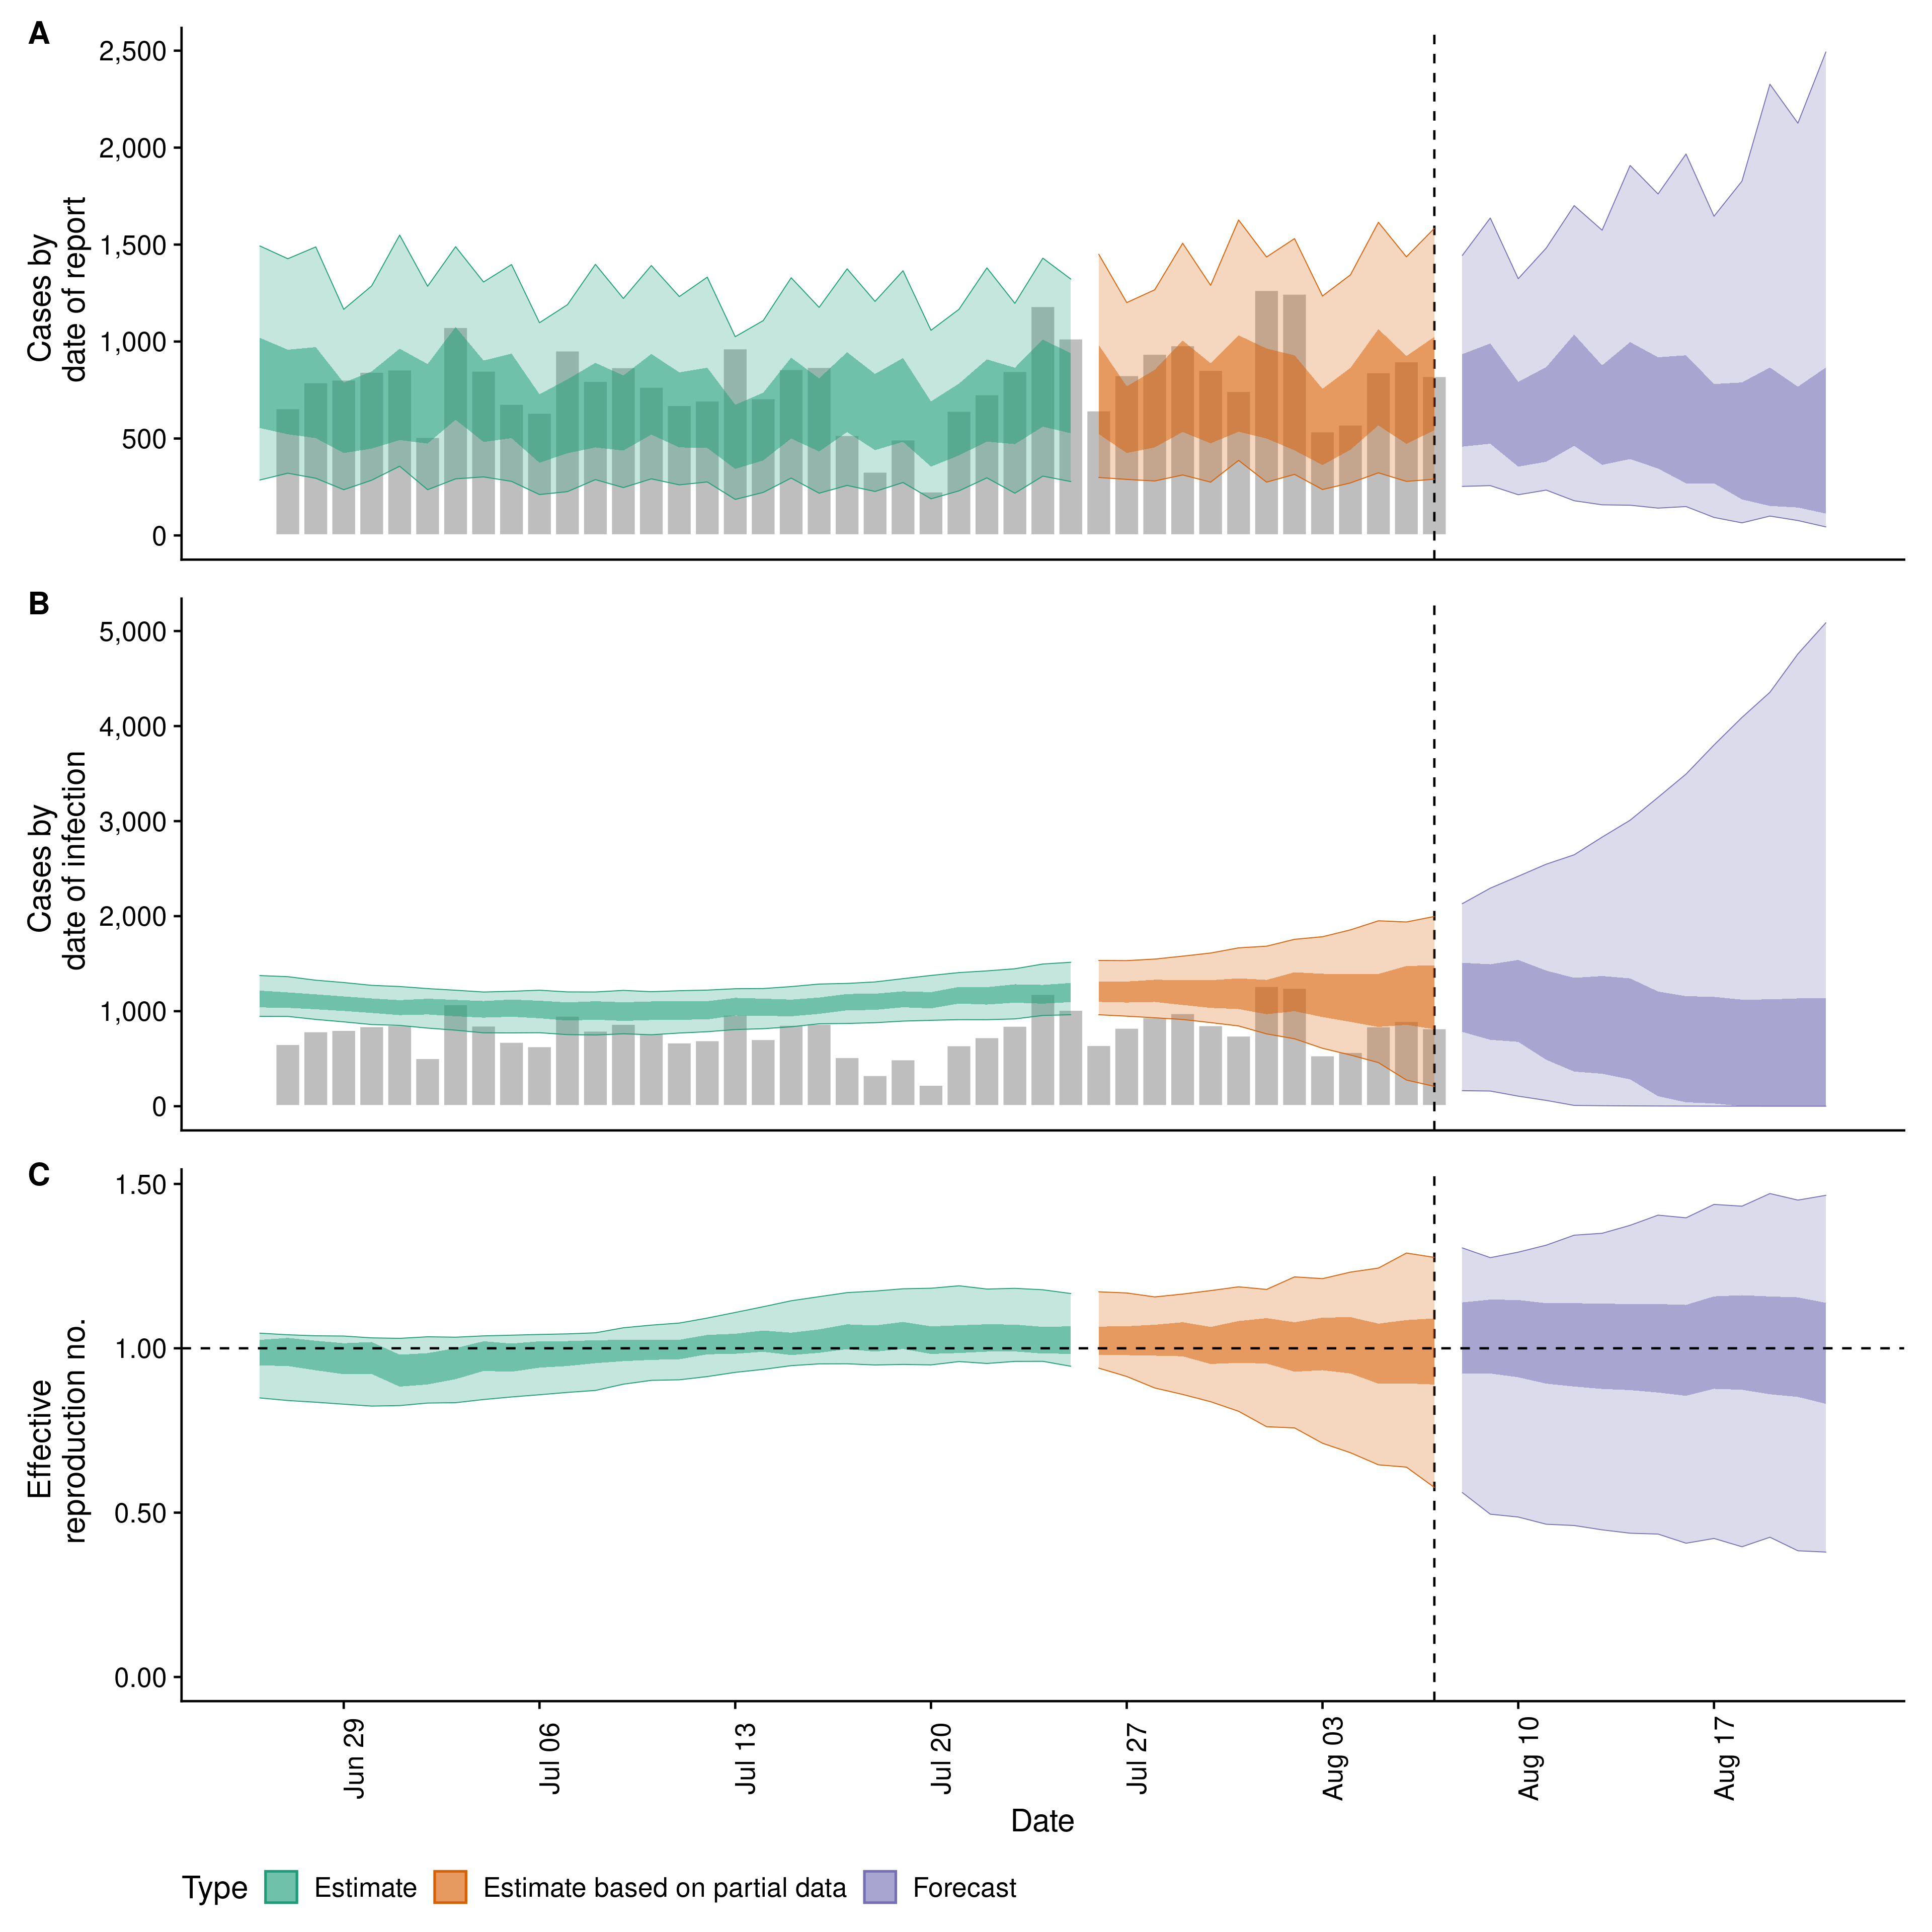 A
2,500
2,000
1,500
1,000
500
0
Cases by
date of report
B
5,000
4,000
3,000
2,000
1,000
0
Cases by
date of infection
C
1.50
1.00
0.50
0.00
Effective
reproduction no.
Jun 29
Jul 06
Jul 13
Jul 20
Jul 27
Aug 03
Aug 10
Aug 17
Date
Type Estimate Estimate based on partial data Forecast